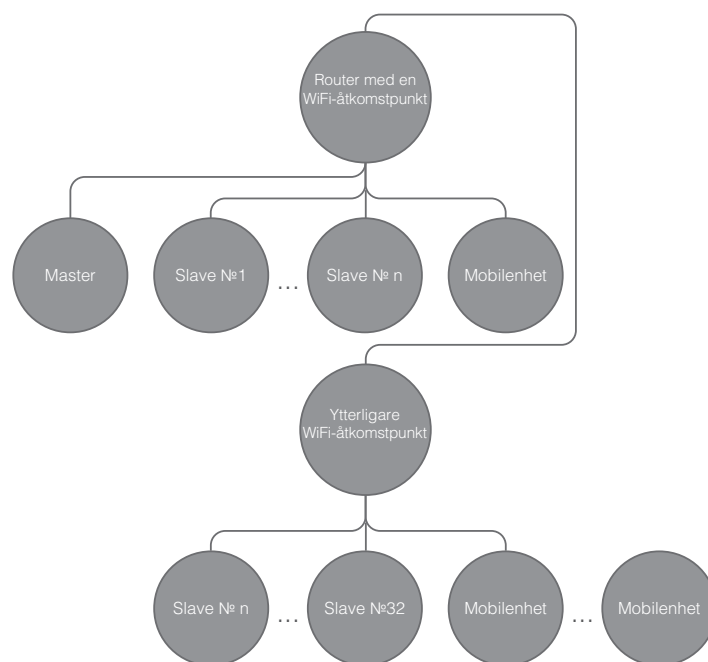 Router med en
WiFi-åtkomstpunkt
Master
Slave №1
...
Slave № n
Mobilenhet
Ytterligare
WiFi-åtkomstpunkt
Slave № n
...
Slave №32
Mobilenhet
...
Mobilenhet